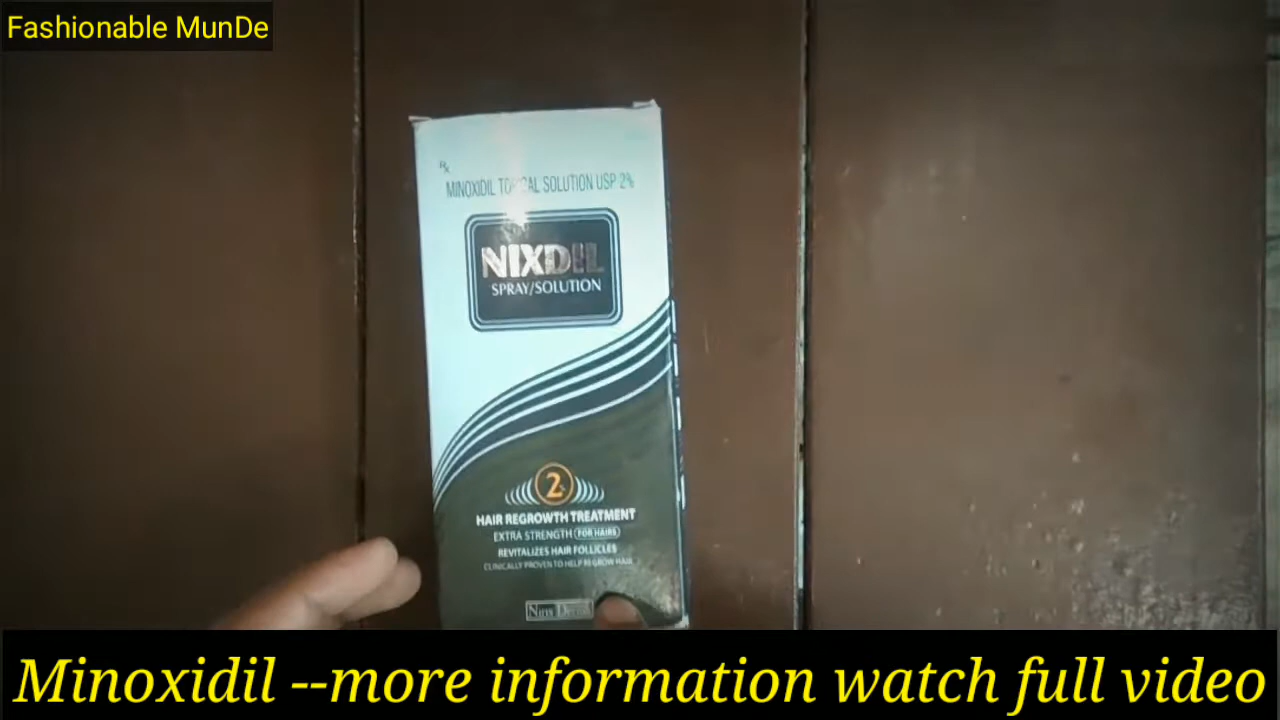 Fashionable MunDe
Rx
MINOXIDIL TOPICAL SOLUTION USP 2%
NIXDIL
SPRAY/SOLUTION
2%
HAIR REGROWTH TREATMENT
EXTRA STRENGTH FOR HAIRS
REVITALIZES HAIR FOLLICLES
CLINICALLY PROVEN TO HELP REGROW HAIR
Minoxidil --more information watch full video